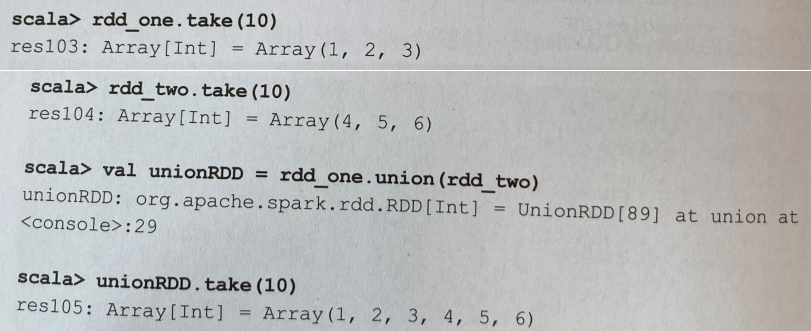 scala> rdd_one.take(10)
res103: Array[Int] = Array(1, 2, 3)
scala> rdd_two.take(10)
res104: Array[Int] = Array(4, 5, 6)
scala> val unionRDD = rdd_one.union(rdd_two)
unionRDD: org.apache.spark.rdd.RDD[Int] = UnionRDD[89] at union at
<console>:29
scala> unionRDD.take(10)
res105: Array[Int] = Array(1, 2, 3, 4, 5, 6)